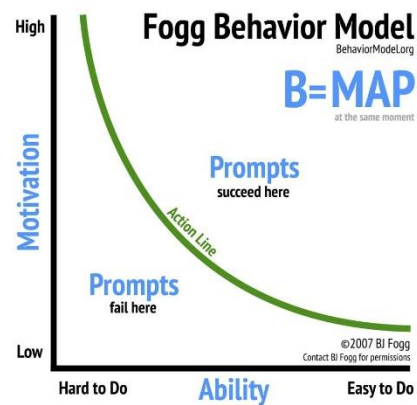 High
Fogg Behavior Model
BehaviorModel.org
B=MAP
at the same moment
Motivation
Prompts
succeed here
Action Line
Prompts
fail here
Low
©2007 BJ Fogg
Contact BJ Fogg for permissions
Hard to Do
Ability
Easy to Do